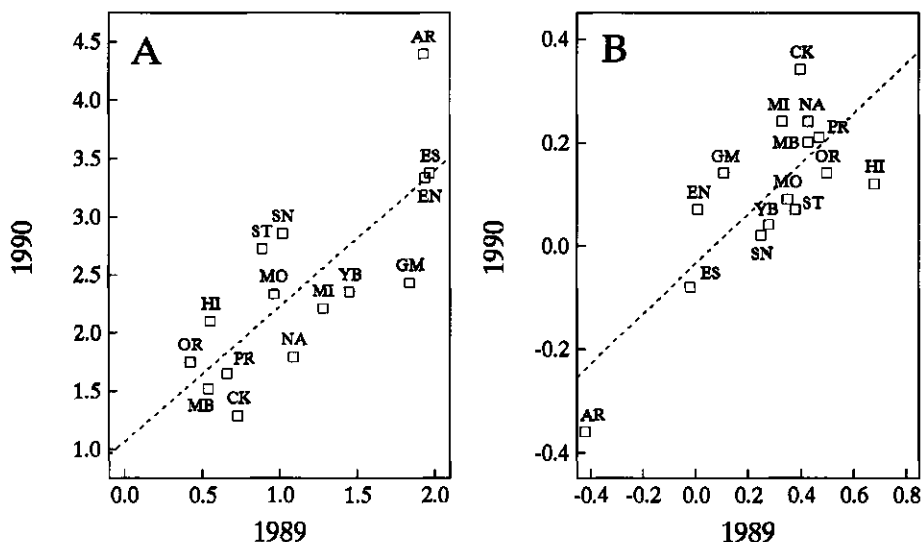 A
4.5
4.0
3.5
3.0
2.5
2.0
1.5
1.0
1990
AR
ES
EN
SN
ST
MO
YB
GM
MI
HI
OR
NA
PR
MB
CK
0.0 0.5 1.0 1.5 2.0
1989
B
0.4
0.2
0.0
-0.2
-0.4
1990
CK
MI NA
PR
MB
OR
GM
HI
MO
EN
ST
YB
SN
ES
AR
-0.4 -0.2 0.0 0.2 0.4 0.6 0.8
1989